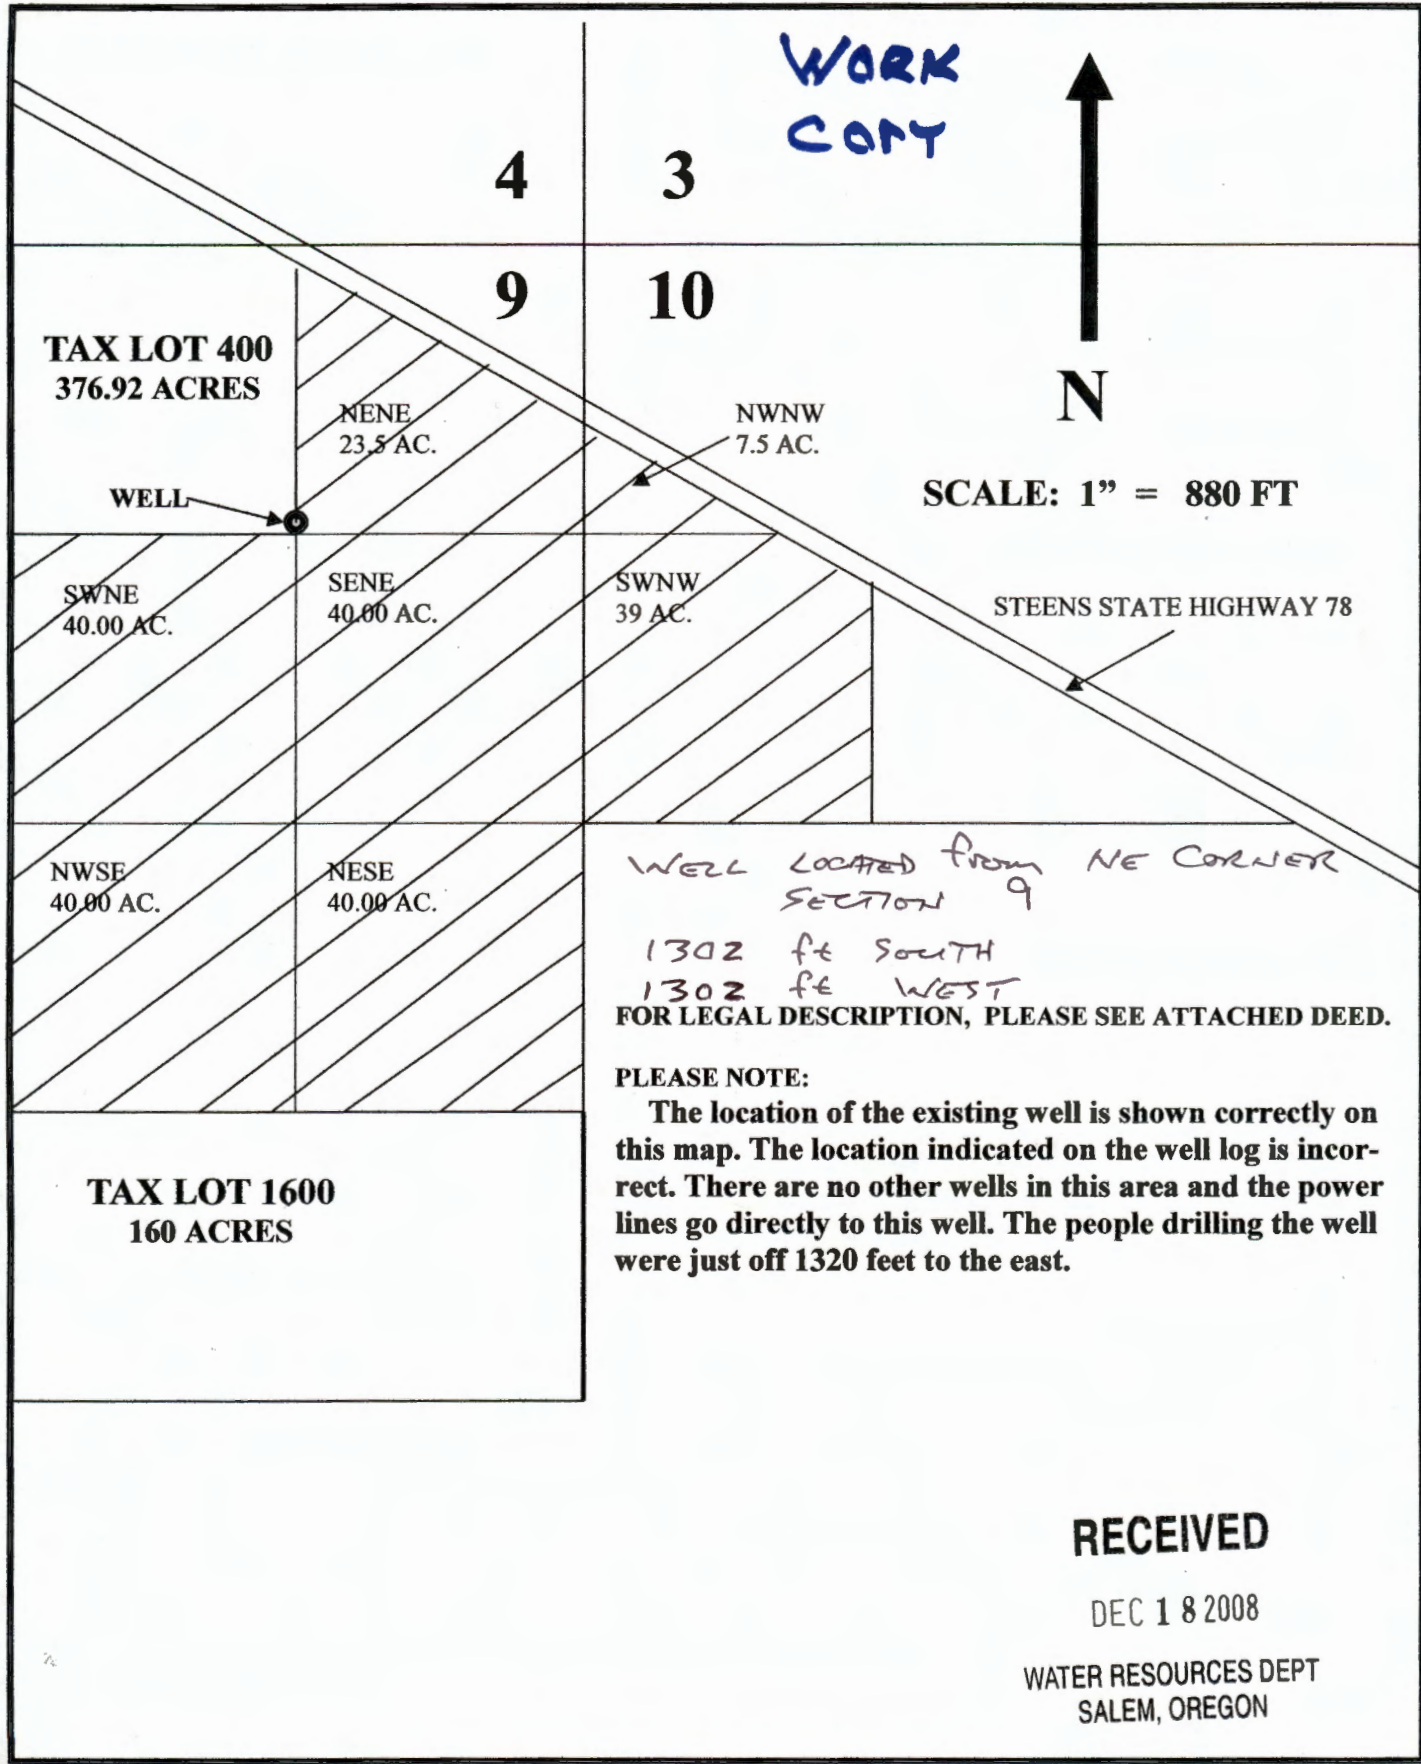 WORK
COPY
4 3
9 10
TAX LOT 400
376.92 ACRES
N
NENE
23.5 AC.
NWNW
7.5 AC.
SCALE: 1” = 880 FT
WELL
SWNE
40.00 AC.
SENE
40.00 AC.
SWNW
39 AC.
STEENS STATE HIGHWAY 78
NWSE
40.00 AC.
NESE
40.00 AC.
WELL LOCATED from NE CORNER
SECTION 9
1302 ft SOUTH
1302 ft WEST
FOR LEGAL DESCRIPTION, PLEASE SEE ATTACHED DEED.
PLEASE NOTE:
The location of the existing well is shown correctly on
this map. The location indicated on the well log is incor-
rect. There are no other wells in this area and the power
lines go directly to this well. The people drilling the well
were just off 1320 feet to the east.
TAX LOT 1600
160 ACRES
RECEIVED
DEC 18 2008
WATER RESOURCES DEPT
SALEM, OREGON